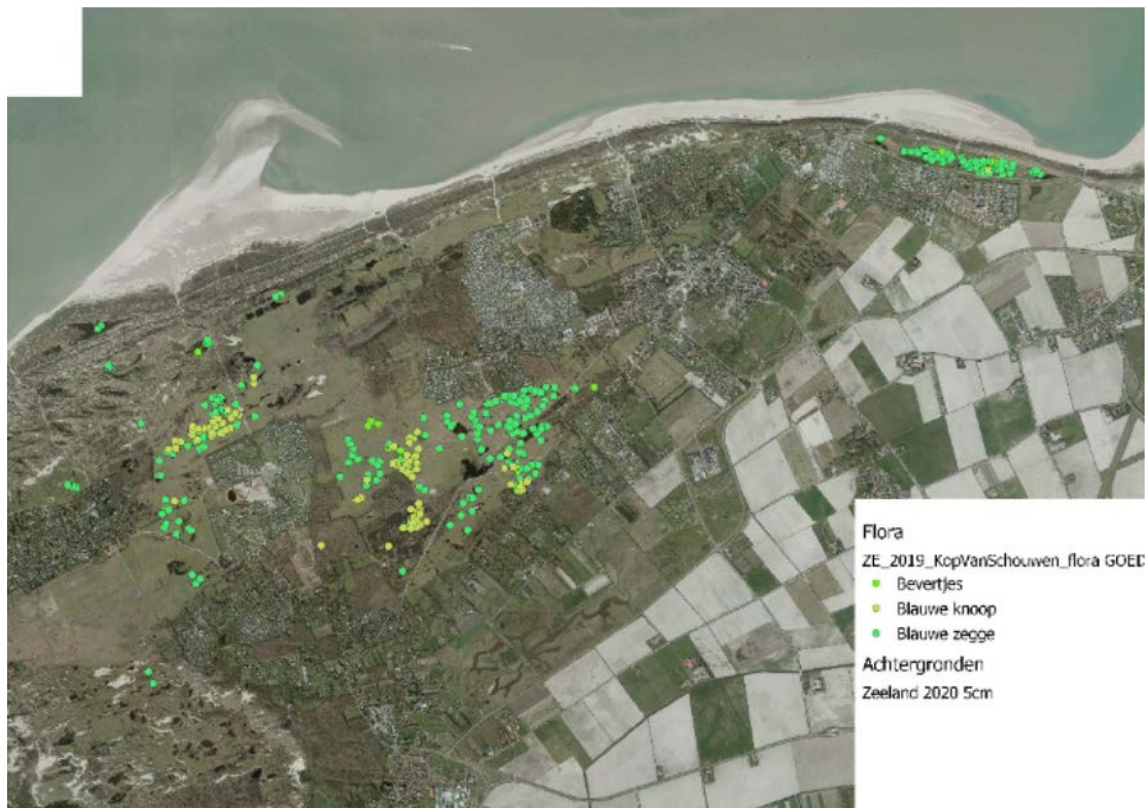 Flora
ZE_2019_KopVanSchouwen_flora GOED
Bevertjes
Blauwe knoop
Blauwe zegge
Achtergronden
Zeeland 2020 5cm